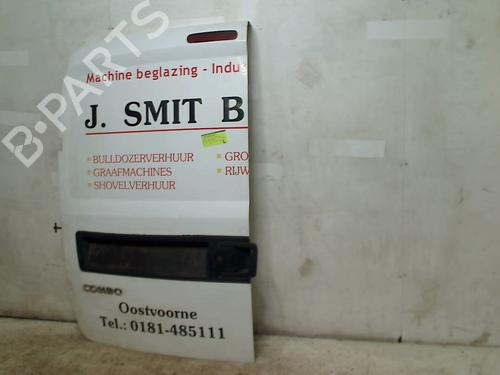 B-PARTS
Machine beglazing - Indus
J. SMIT B
BULLDOZERVERHUUR
GRO
GRAAFMACHINES
RIJW
SHOVELVERHUUR
COMBO
Oostvoorne
Tel.: 0181-485111